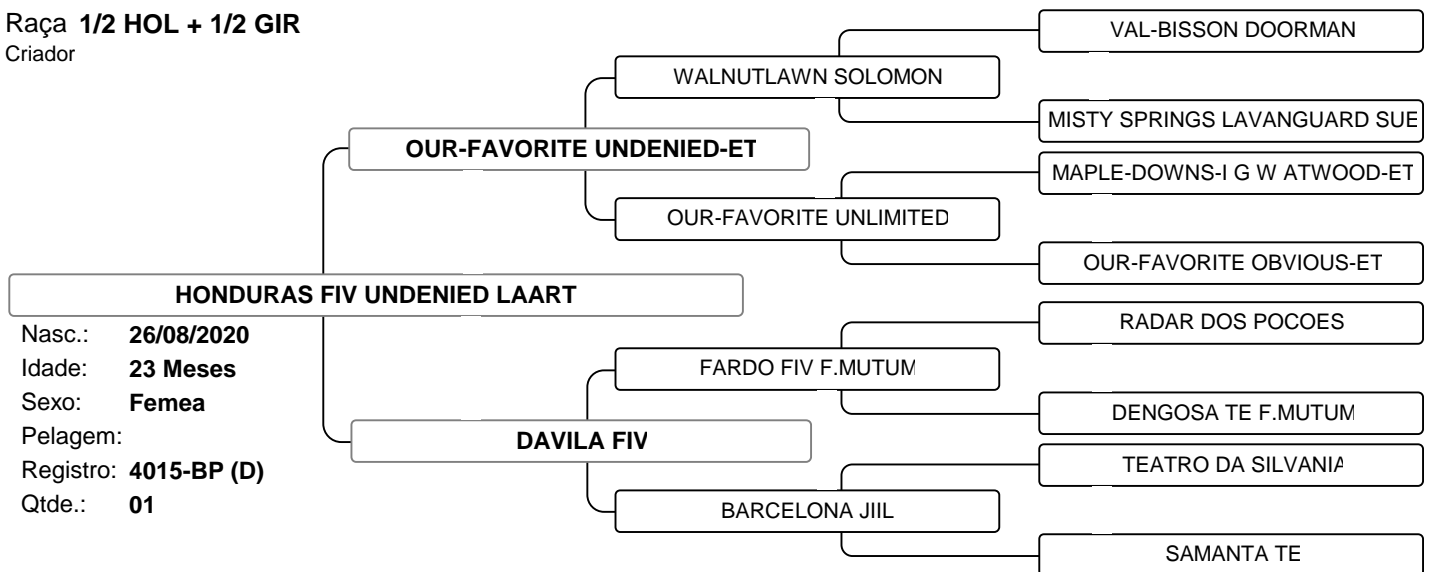 Raça 1/2 HOL + 1/2 GIR
Criador
VAL-BISSON DOORMAN
WALNUTLAWN SOLOMON
MISTY SPRINGS LAVANGUARD SUE
OUR-FAVORITE UNDENIED-ET
MAPLE-DOWNS-I G W ATWOOD-ET
OUR-FAVORITE UNLIMITED
OUR-FAVORITE OBVIOUS-ET
HONDURAS FIV UNDENIED LAART
Nasc.: 26/08/2020
Idade: 23 Meses
Sexo: Femea
Pelagem:
Registro: 4015-BP (D)
Qtde.: 01
RADAR DOS POCOES
FARDO FIV F.MUTUM
DENGOSA TE F.MUTUM
DAVILA FIV
TEATRO DA SILVANIA
BARCELONA JIIL
SAMANTA TE